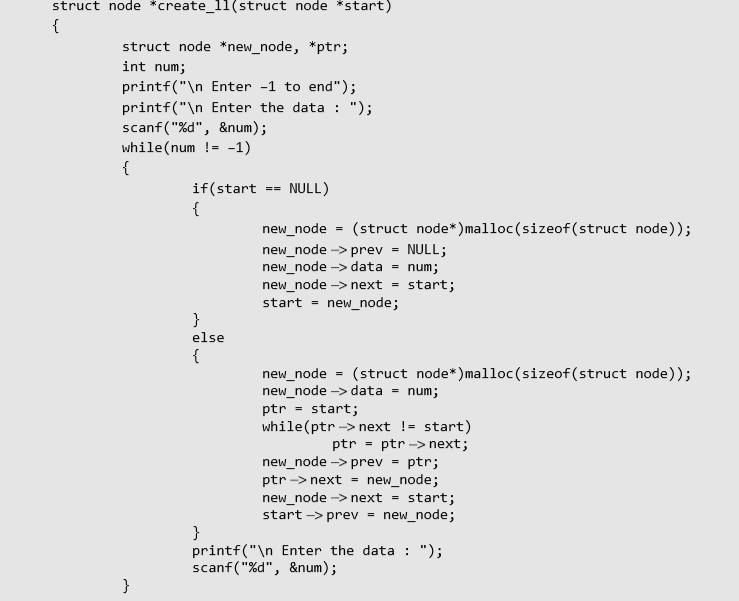 struct node *create_ll(struct node *start)
{
struct node *new_node, *ptr;
int num;
printf("\n Enter –1 to end");
printf("\n Enter the data : ");
scanf("%d", &num);
while(num != –1)
{
if(start == NULL)
{
new_node = (struct node*)malloc(sizeof(struct node));
new_node –> prev = NULL;
new_node –> data = num;
new_node –> next = start;
start = new_node;
}
else
{
new_node = (struct node*)malloc(sizeof(struct node));
new_node –> data = num;
ptr = start;
while(ptr –> next != start)
ptr = ptr –> next;
new_node –> prev = ptr;
ptr –> next = new_node;
new_node –> next = start;
start –> prev = new_node;
}
printf("\n Enter the data : ");
scanf("%d", &num);
}